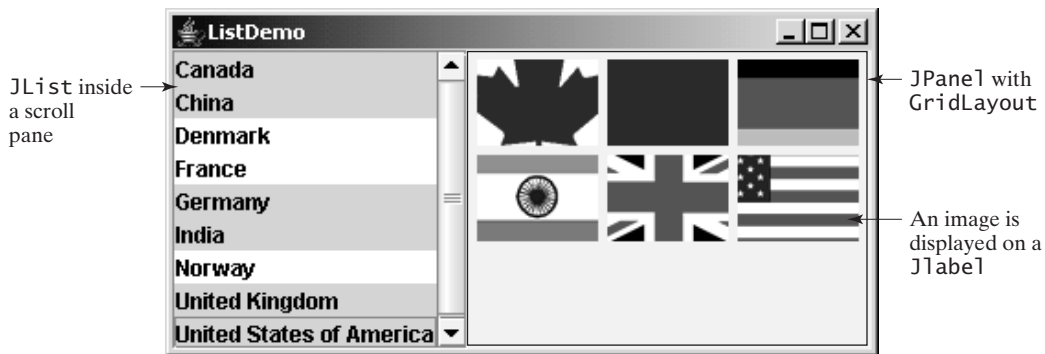 ListDemo
JList inside
a scroll
pane
Canada
China
Denmark
France
Germany
India
Norway
United Kingdom
United States of America
JPanel with
GridLayout
An image is
displayed on a
Jlabel